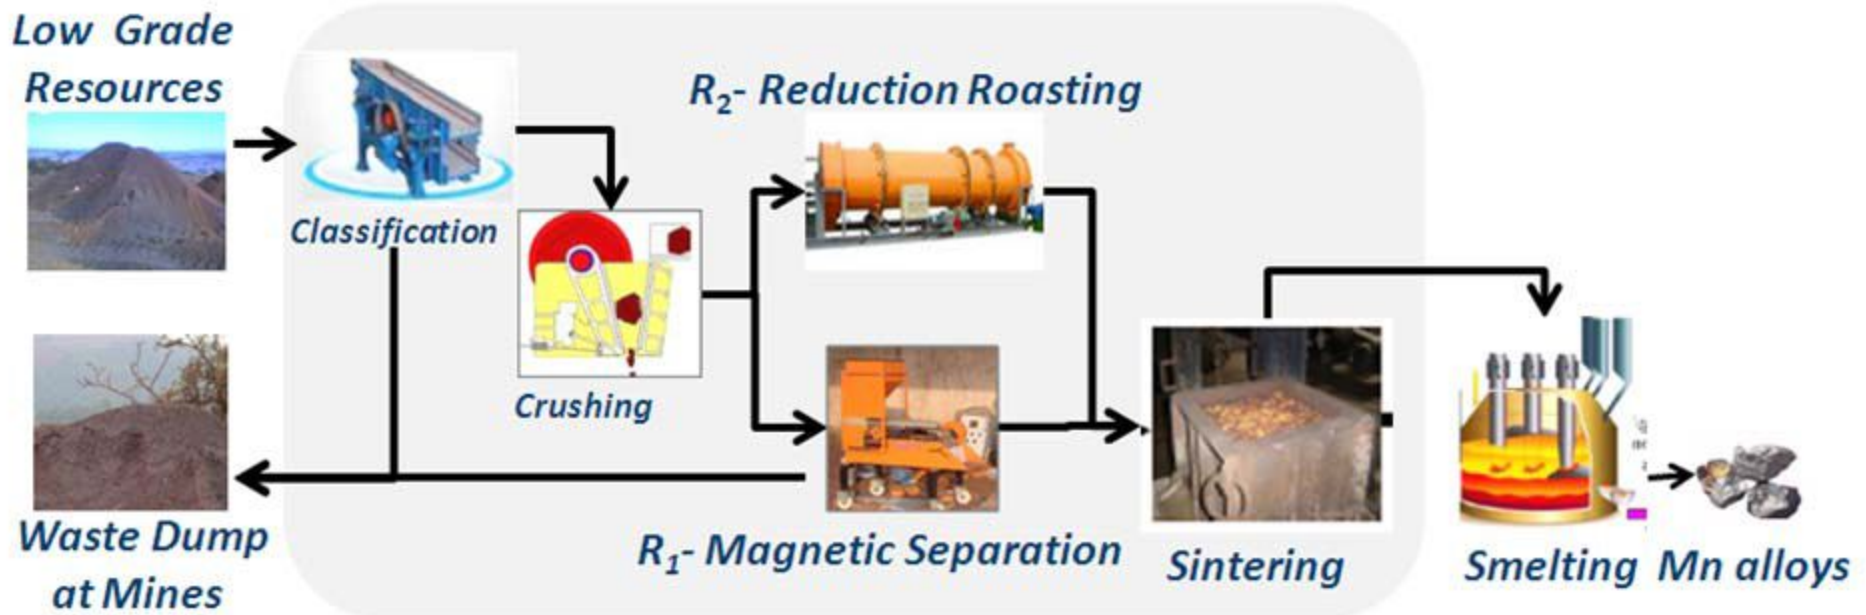 Low Grade
Resources
R₂- Reduction Roasting
Classification
Crushing
Waste Dump
at Mines
R₁- Magnetic Separation
Sintering
Smelting
Mn alloys